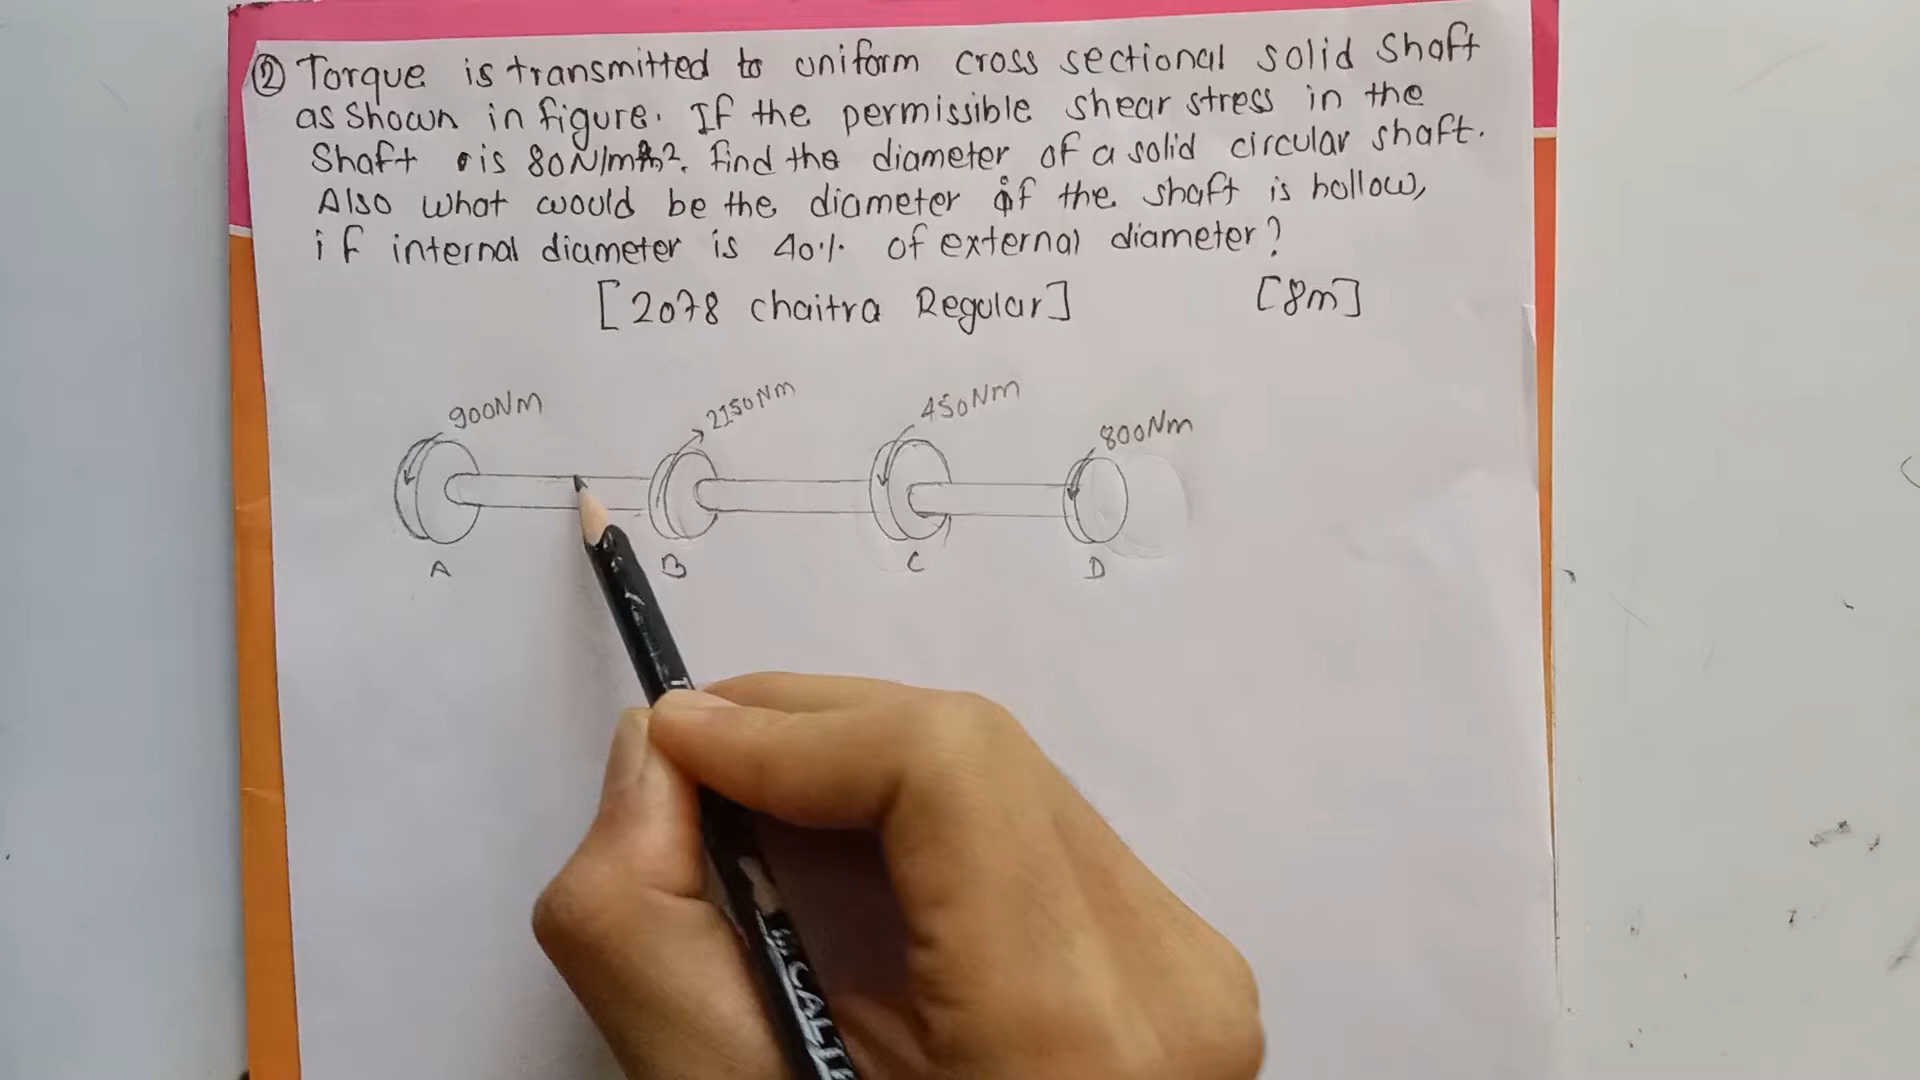 ② Torque is transmitted to uniform cross sectional solid shaft
as shown in figure. If the permissible shear stress in the
shaft is 80N/mm². find the diameter of a solid circular shaft.
Also what would be the diameter if the shaft is hollow,
if internal diameter is 40% of external diameter?
[2078 chaitra Regular] [8m]
900Nm 2150Nm 450Nm 800Nm
A B C D